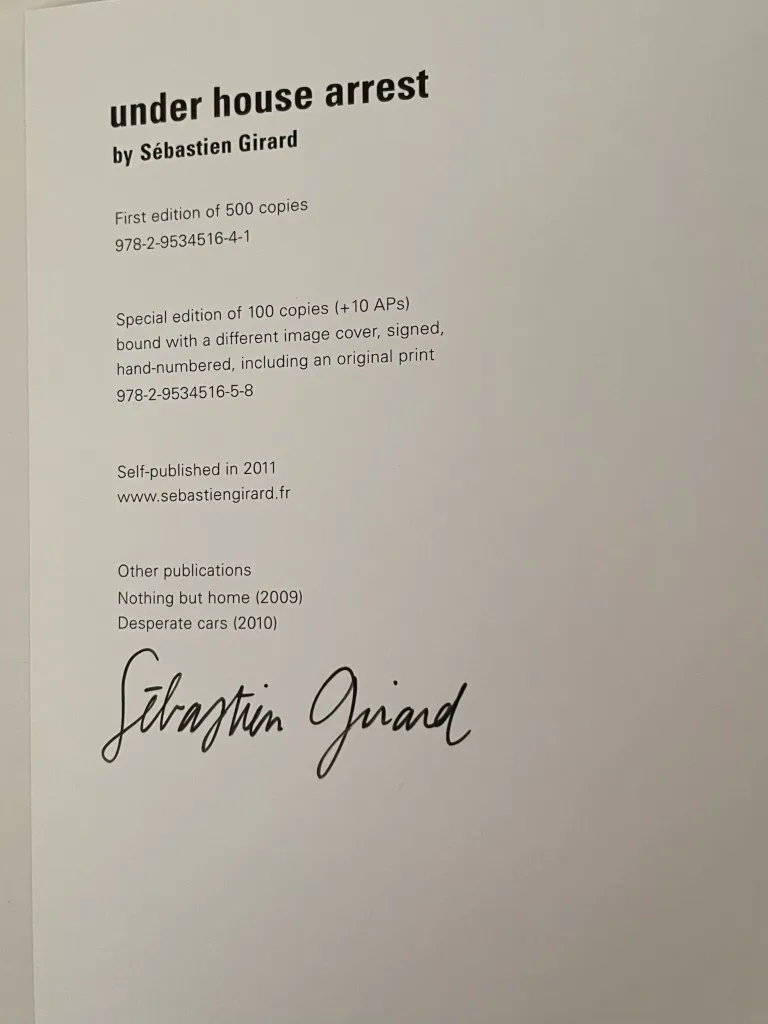 under house arrest
by Sébastien Girard
First edition of 500 copies
978-2-9534516-4-1
Special edition of 100 copies (+10 APs)
bound with a different image cover, signed,
hand-numbered, including an original print
978-2-9534516-5-8
Self-published in 2011
www.sebastiengirard.fr
Other publications
Nothing but home (2009)
Desperate cars (2010)
Sébastien Girard